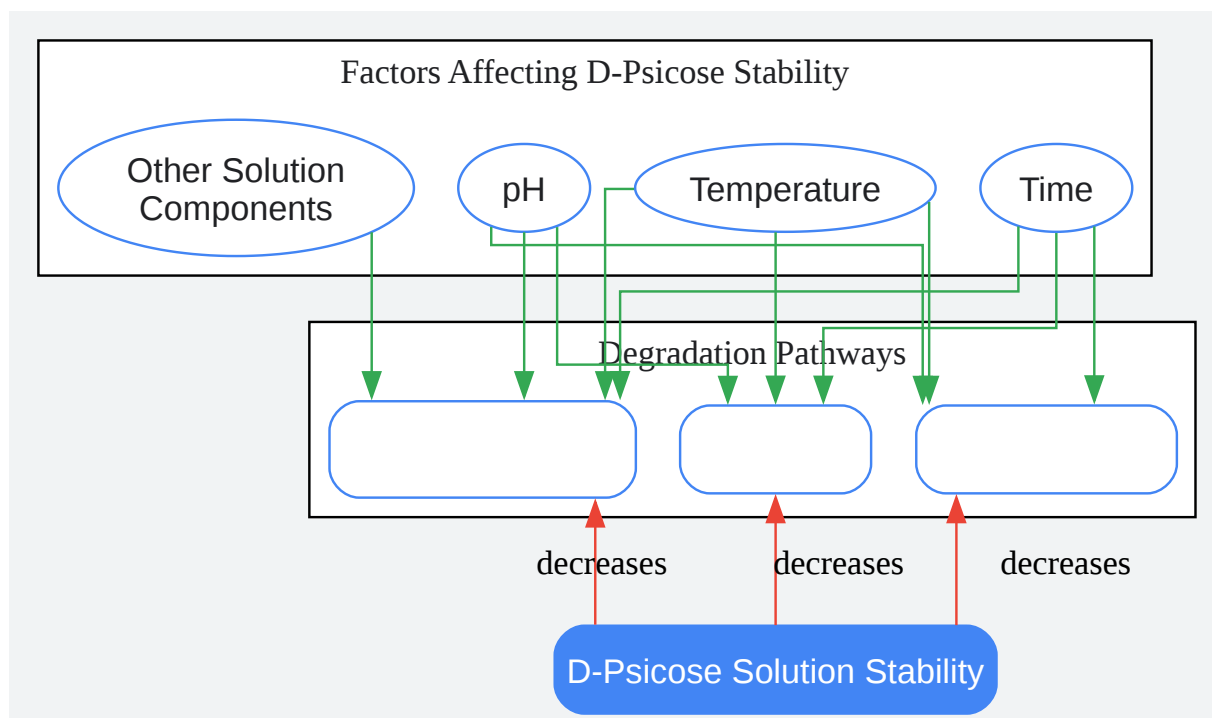 Factors Affecting D-Psicose Stability
Other Solution
Components
pH
Temperature
Time
Degradation Pathways
decreases
decreases
decreases
D-Psicose Solution Stability